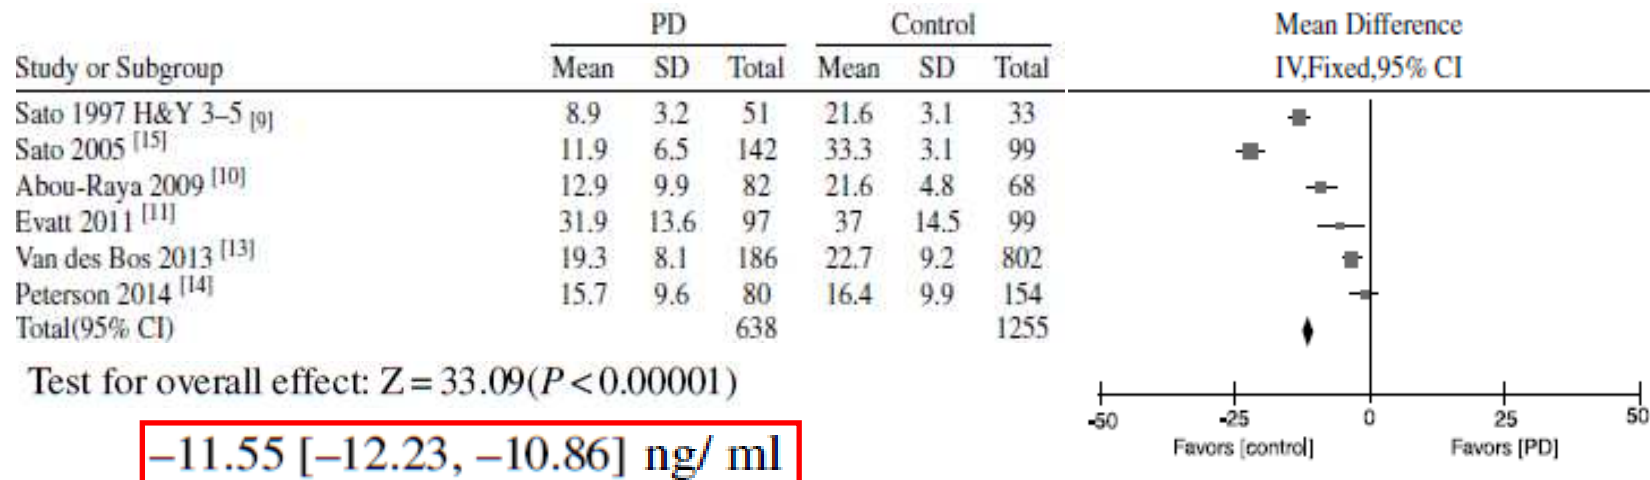 PD Control Mean Difference
Study or Subgroup Mean SD Total Mean SD Total IV,Fixed,95% CI
Sato 1997 H&Y 3–5 [9] 8.9 3.2 51 21.6 3.1 33
Sato 2005 [15] 11.9 6.5 142 33.3 3.1 99
Abou-Raya 2009 [10] 12.9 9.9 82 21.6 4.8 68
Evatt 2011 [11] 31.9 13.6 97 37 14.5 99
Van des Bos 2013 [13] 19.3 8.1 186 22.7 9.2 802
Peterson 2014 [14] 15.7 9.6 80 16.4 9.9 154
Total(95% CI) 638 1255
Test for overall effect: Z=33.09(P<0.00001)
-50 -25 0 25 50
Favors [control] Favors [PD]
–11.55 [–12.23, –10.86] ng/ ml